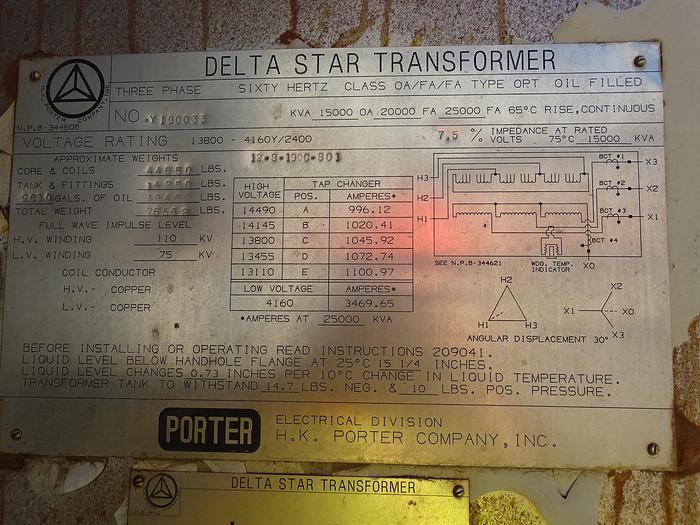 DELTA STAR TRANSFORMER
H.K. PORTER COMPANY, INC.
N.P.B-344606
THREE PHASE SIXTY HERTZ CLASS OA/FA/FA TYPE OPT OIL FILLED
NO. Y190033 KVA 15000 OA 20000 FA 25000 FA 65°C RISE, CONTINUOUS
VOLTAGE RATING 13800 - 4160Y/2400 7.5 % IMPEDANCE AT RATED VOLTS 75°C 15000 KVA
APPROXIMATE WEIGHTS
CORE & COILS LBS.
TANK & FITTINGS LBS.
GALS. OF OIL LBS.
TOTAL WEIGHT LBS.
FULL WAVE IMPULSE LEVEL
H.V. WINDING 110 KV
L.V. WINDING 75 KV
COIL CONDUCTOR
H.V.- COPPER
L.V.- COPPER
HIGH VOLTAGE TAP CHANGER
POS. AMPERES*
14490 A 996.12
14145 B 1020.41
13800 C 1045.92
13455 D 1072.74
13110 E 1100.97
LOW VOLTAGE AMPERES*
4160 3469.65
*AMPERES AT 25000 KVA
H3
H2
H1
BCT #1 X3
BCT #2 X2
BCT #3 X1
BCT #4
X0
SEE N.P.B-344621
WDG. TEMP. INDICATOR
H2
H1 H3
X2
X1 X0
X3
ANGULAR DISPLACEMENT 30°
BEFORE INSTALLING OR OPERATING READ INSTRUCTIONS 209041.
LIQUID LEVEL BELOW HANDHOLE FLANGE AT 25°C 15 1/4 INCHES.
LIQUID LEVEL CHANGES 0.73 INCHES PER 10°C CHANGE IN LIQUID TEMPERATURE.
TRANSFORMER TANK TO WITHSTAND 14.7 LBS. NEG. & 10 LBS. POS. PRESSURE.
PORTER
ELECTRICAL DIVISION
H.K. PORTER COMPANY, INC.
DELTA STAR TRANSFORMER